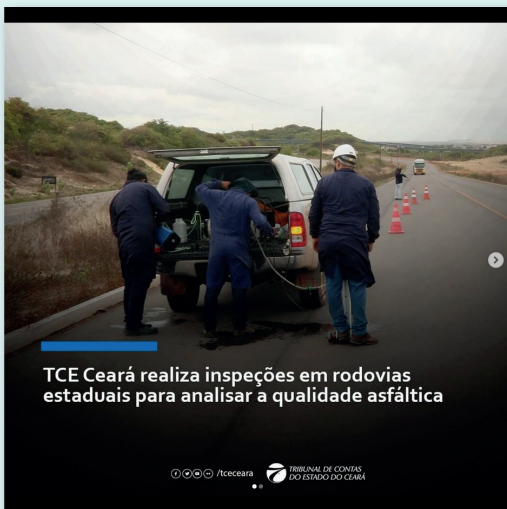 TCE Ceará realiza inspeções em rodovias
estaduais para analisar a qualidade asfáltica
/tceceara
TRIBUNAL DE CONTAS
DO ESTADO DO CEARÁ